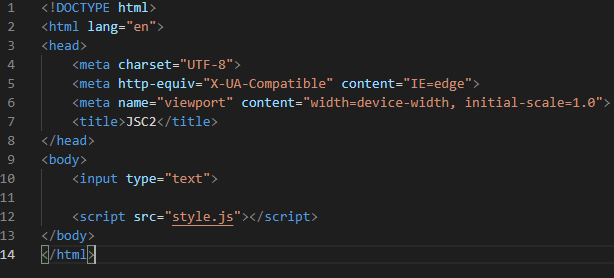 1 <!DOCTYPE html>
2 <html lang="en">
3 <head>
4     <meta charset="UTF-8">
5     <meta http-equiv="X-UA-Compatible" content="IE=edge">
6     <meta name="viewport" content="width=device-width, initial-scale=1.0">
7     <title>JSC2</title>
8 </head>
9 <body>
10     <input type="text">
11
12     <script src="style.js"></script>
13 </body>
14 </html>